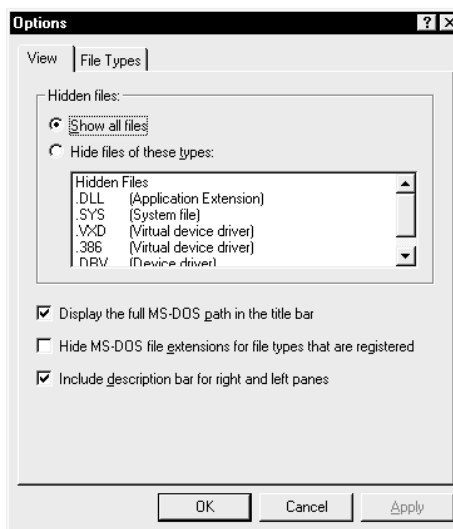 Options
View File Types
Hidden files:
Show all files
Hide files of these types:
Hidden Files
.DLL (Application Extension)
.SYS (System file)
.VXD (Virtual device driver)
.386 (Virtual device driver)
.DRV (Device driver)
Display the full MS-DOS path in the title bar
Hide MS-DOS file extensions for file types that are registered
Include description bar for right and left panes
OK Cancel Apply